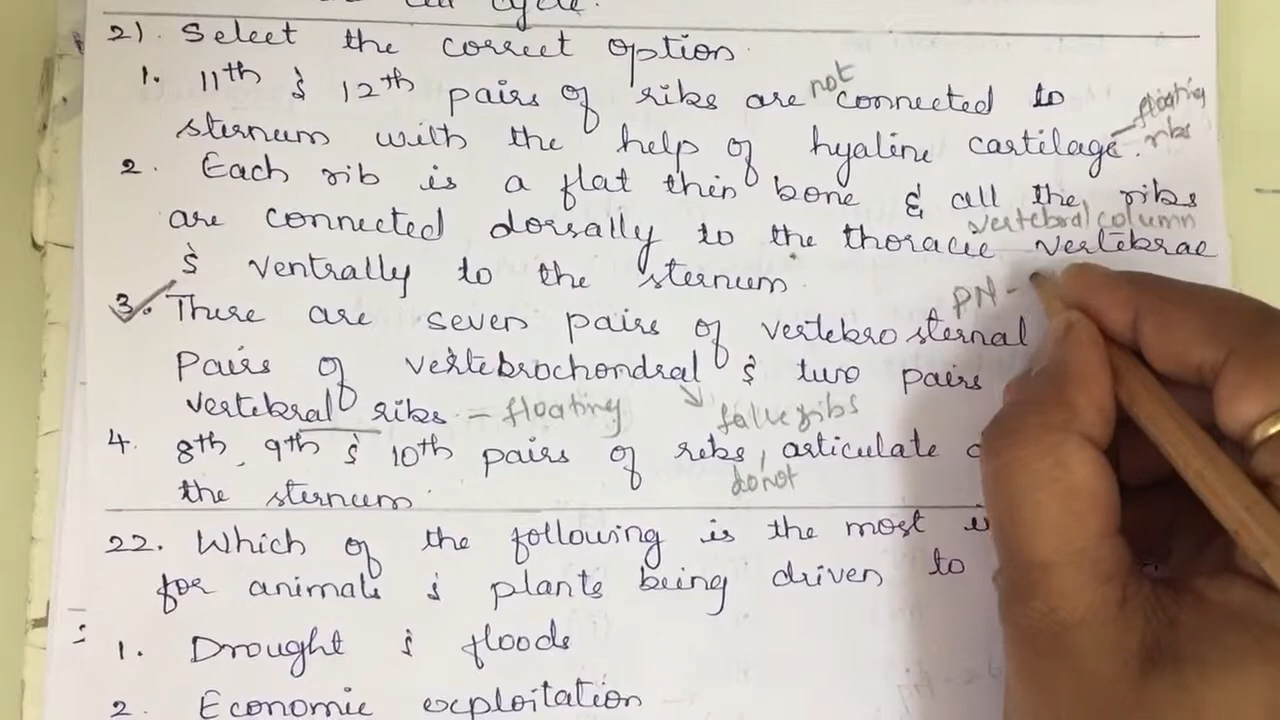 cell cycle.
21. Select the correct option.
1. 11th & 12th pairs of ribs are not connected to
sternum with the help of hyaline cartilage. floating ribs
2. Each rib is a flat thin bone & all the ribs
are connected dorsally to the thoracic vertebrae
vertebral column
& ventrally to the sternum.
PN -
3. There are seven pairs of vertebrosternal
Pairs of vertebrochondral & two pairs
vertebral ribs - floating false ribs
4. 8th, 9th & 10th pairs of ribs, articulate
do not
the sternum.
22. Which of the following is the most
for animals & plants being driven to
1. Drought & floods
2. Economic exploitation